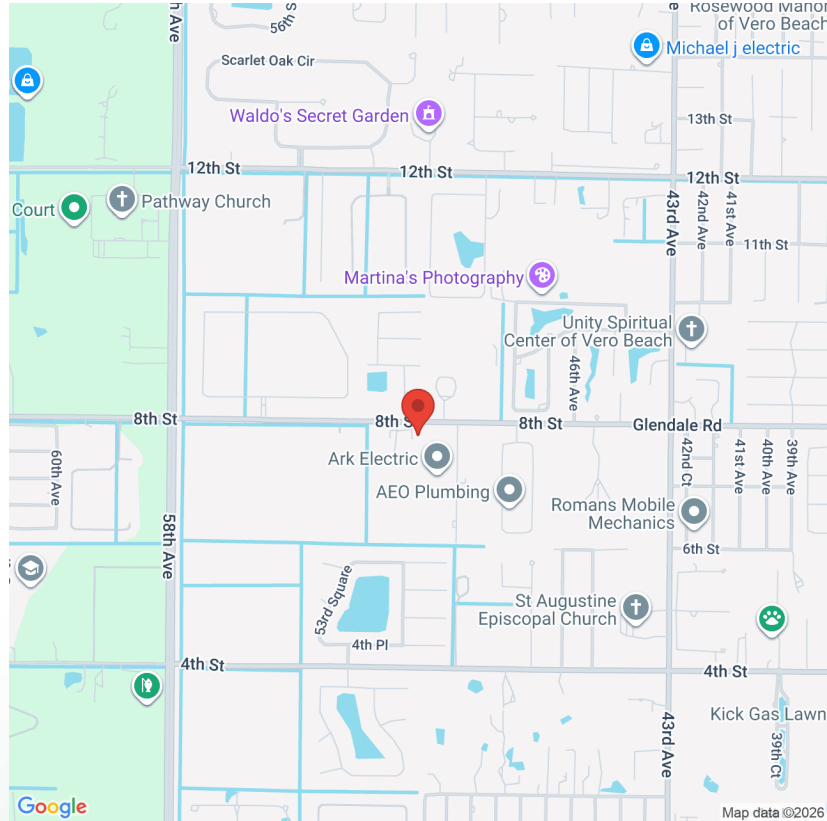 56th S
Rosewood Manor
of Vero Beach
h Ave
Michael j electric
Scarlet Oak Cir
Waldo's Secret Garden
13th St
12th St
12th St
12th St
Court
Pathway Church
43rd Ave
42nd Ave
41st Ave
11th St
Martina's Photography
Unity Spiritual
Center of Vero Beach
46th Ave
8th St
8th St
8th St
Glendale Rd
Ark Electric
60th Ave
42nd Ct
41st Ave
40th Ave
39th Ave
AEO Plumbing
Romans Mobile
Mechanics
58th Ave
6th St
53rd Square
St Augustine
Episcopal Church
4th Pl
4th St
4th St
43rd Ave
Kick Gas Lawn
39th Ct
Google
Map data ©2026